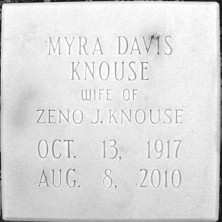 MYRA DAVIS
KNOUSE
WIFE OF
ZENO J. KNOUSE
OCT. 13, 1917
AUG. 8, 2010